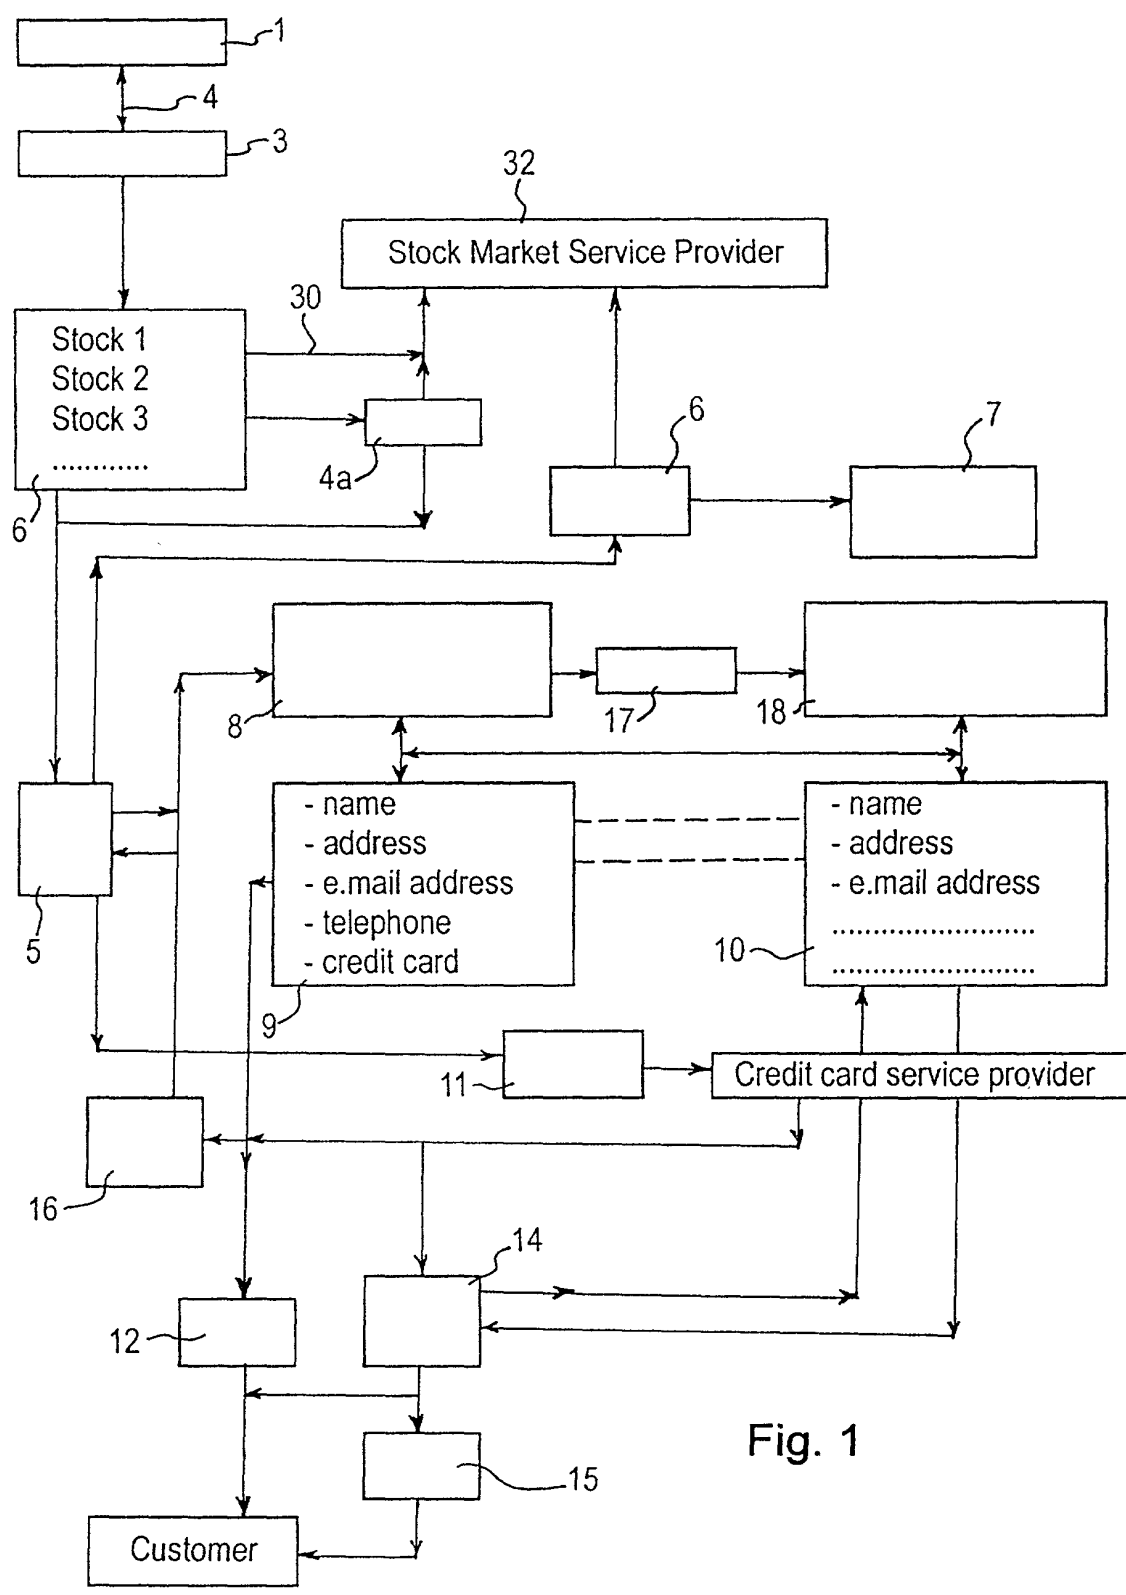 1
4
3
32
Stock Market Service Provider
30
Stock 1
Stock 2
Stock 3
............
6
4a
6
7
8
17
18
- name
- address
- e.mail address
- telephone
- credit card
- name
- address
- e.mail address
........................
........................
5
9
10
11
Credit card service provider
16
14
12
15
Customer
Fig. 1